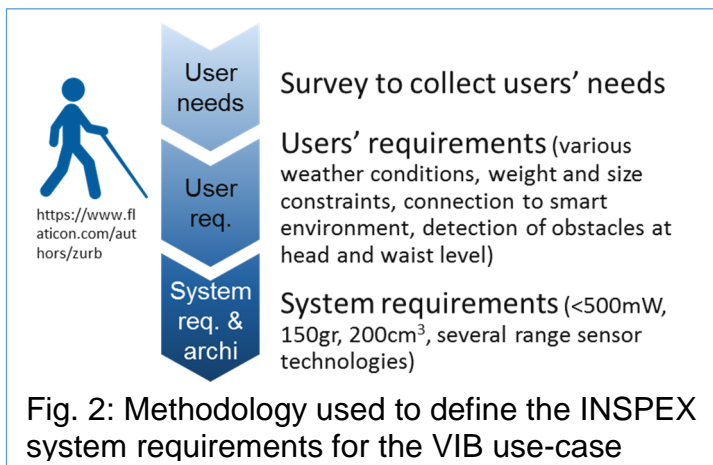 User
needs
Survey to collect users' needs
User
req.
Users' requirements (various
weather conditions, weight and size
constraints, connection to smart
environment, detection of obstacles at
head and waist level)
https://www.fl
aticon.com/aut
hors/zurb
System
req. &
archi
System requirements (<500mW,
150gr, 200cm³, several range sensor
technologies)
Fig. 2: Methodology used to define the INSPEX
system requirements for the VIB use-case